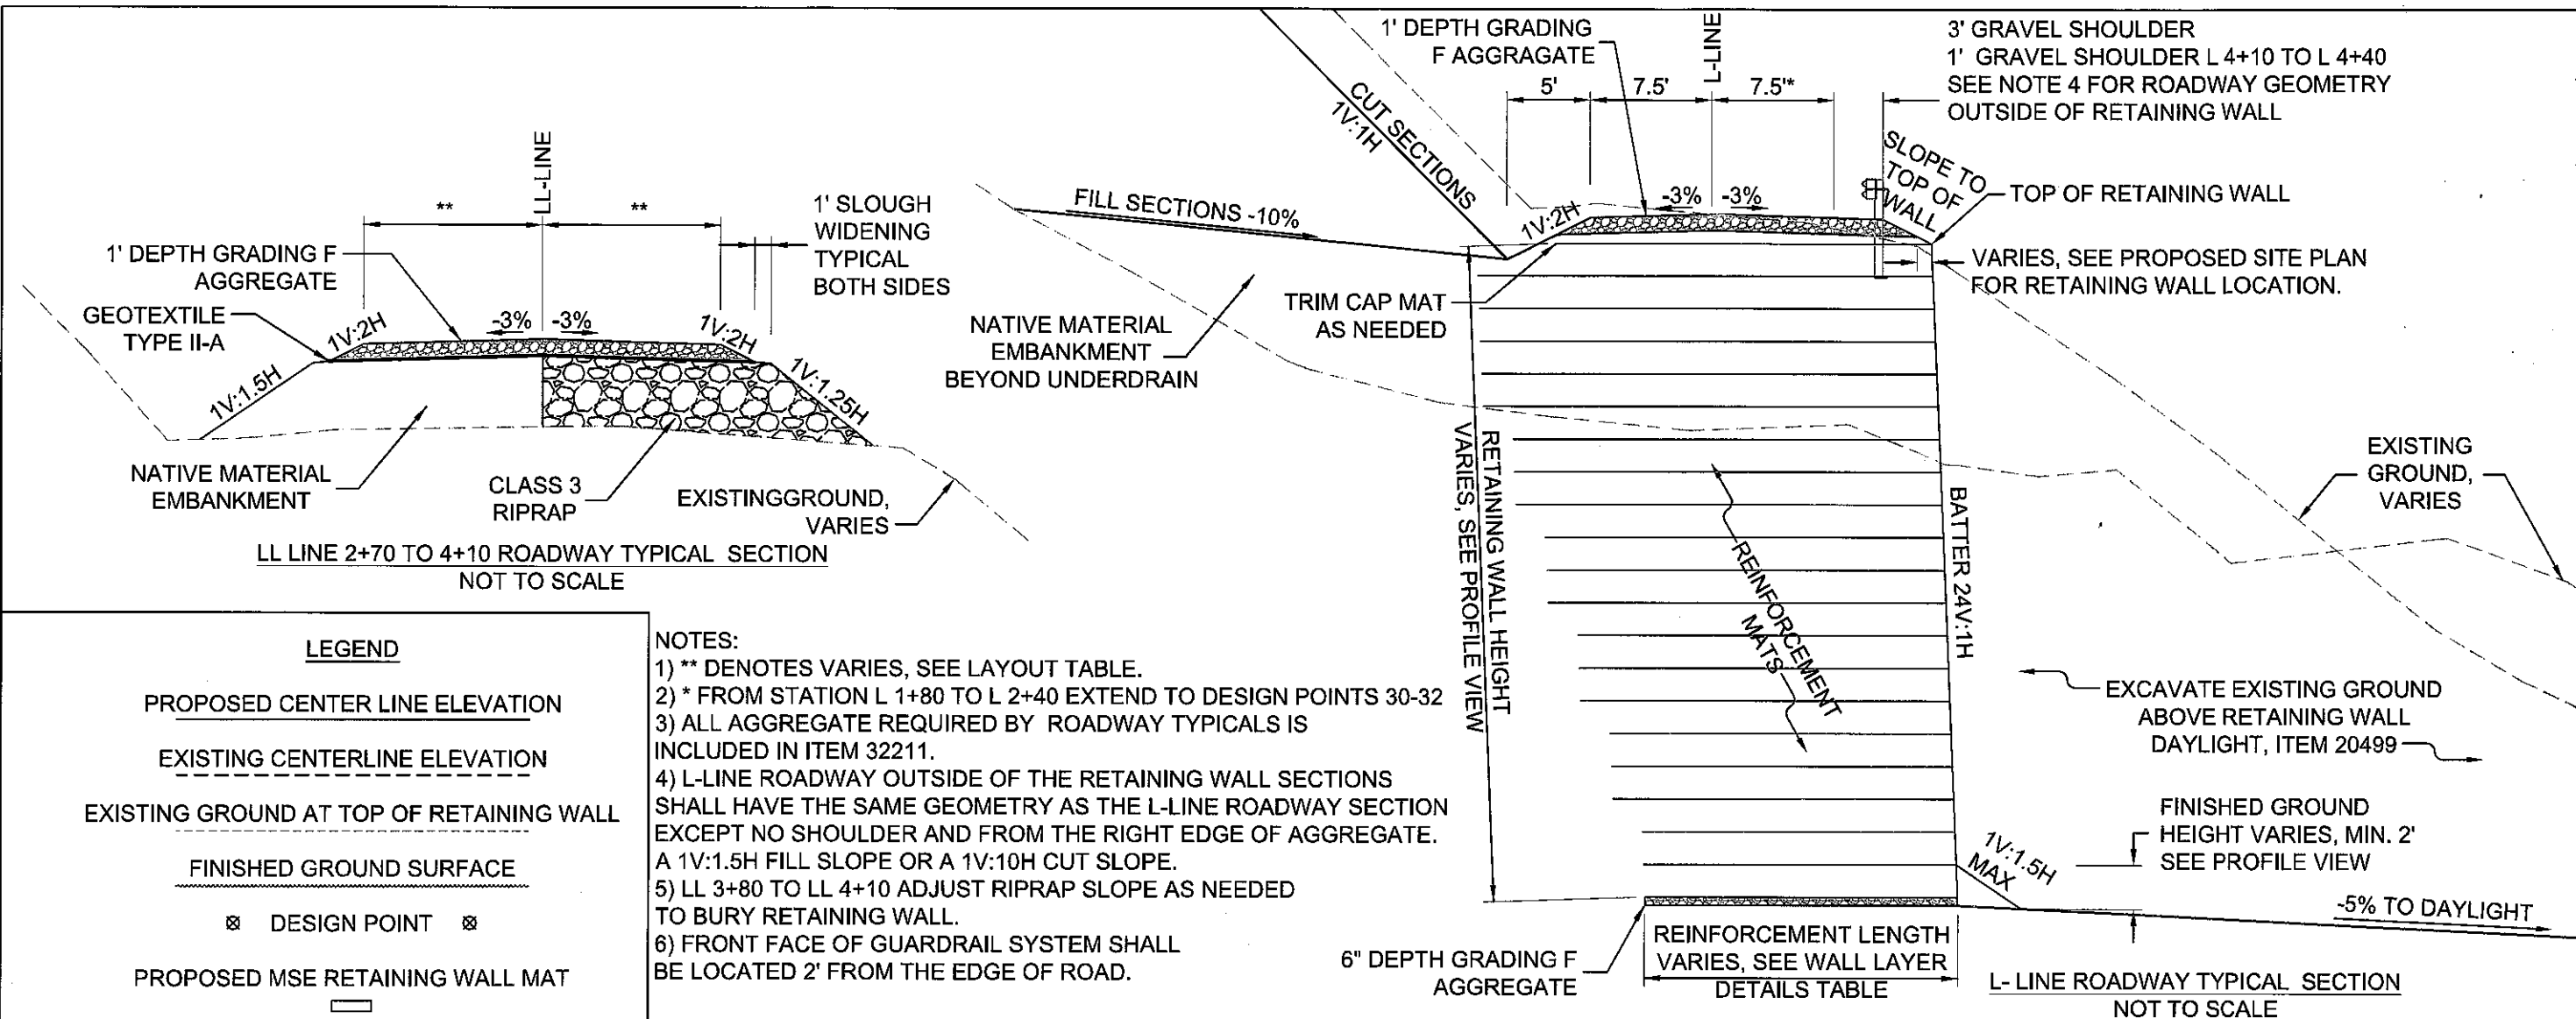 LL-LINE
**
**
1' SLOUGH
WIDENING
TYPICAL
BOTH SIDES
1' DEPTH GRADING F
AGGREGATE
GEOTEXTILE
TYPE II-A
1V:2H
-3%
-3%
1V:2H
1V:1.5H
1V:1.25H
NATIVE MATERIAL
EMBANKMENT
CLASS 3
RIPRAP
EXISTINGGROUND,
VARIES
LL LINE 2+70 TO 4+10 ROADWAY TYPICAL SECTION
NOT TO SCALE
1' DEPTH GRADING
F AGGRAGATE
L-LINE
3' GRAVEL SHOULDER
1' GRAVEL SHOULDER L 4+10 TO L 4+40
SEE NOTE 4 FOR ROADWAY GEOMETRY
OUTSIDE OF RETAINING WALL
5'
7.5'
7.5'*
CUT SECTIONS
1V:1H
SLOPE TO
TOP OF
WALL
TOP OF RETAINING WALL
FILL SECTIONS -10%
1V:2H
-3%
-3%
VARIES, SEE PROPOSED SITE PLAN
FOR RETAINING WALL LOCATION.
TRIM CAP MAT
AS NEEDED
NATIVE MATERIAL
EMBANKMENT
BEYOND UNDERDRAIN
RETAINING WALL HEIGHT
VARIES, SEE PROFILE VIEW
REINFORCEMENT
MATS
BATTER 24V:1H
EXISTING
GROUND,
VARIES
EXCAVATE EXISTING GROUND
ABOVE RETAINING WALL
DAYLIGHT, ITEM 20499
FINISHED GROUND
HEIGHT VARIES, MIN. 2'
SEE PROFILE VIEW
1V:1.5H
MAX
-5% TO DAYLIGHT
6" DEPTH GRADING F
AGGREGATE
REINFORCEMENT LENGTH
VARIES, SEE WALL LAYER
DETAILS TABLE
L- LINE ROADWAY TYPICAL SECTION
NOT TO SCALE
LEGEND
PROPOSED CENTER LINE ELEVATION
EXISTING CENTERLINE ELEVATION
EXISTING GROUND AT TOP OF RETAINING WALL
FINISHED GROUND SURFACE
DESIGN POINT
PROPOSED MSE RETAINING WALL MAT
NOTES:
1) ** DENOTES VARIES, SEE LAYOUT TABLE.
2) * FROM STATION L 1+80 TO L 2+40 EXTEND TO DESIGN POINTS 30-32
3) ALL AGGREGATE REQUIRED BY ROADWAY TYPICALS IS
INCLUDED IN ITEM 32211.
4) L-LINE ROADWAY OUTSIDE OF THE RETAINING WALL SECTIONS
SHALL HAVE THE SAME GEOMETRY AS THE L-LINE ROADWAY SECTION
EXCEPT NO SHOULDER AND FROM THE RIGHT EDGE OF AGGREGATE.
A 1V:1.5H FILL SLOPE OR A 1V:10H CUT SLOPE.
5) LL 3+80 TO LL 4+10 ADJUST RIPRAP SLOPE AS NEEDED
TO BURY RETAINING WALL.
6) FRONT FACE OF GUARDRAIL SYSTEM SHALL
BE LOCATED 2' FROM THE EDGE OF ROAD.